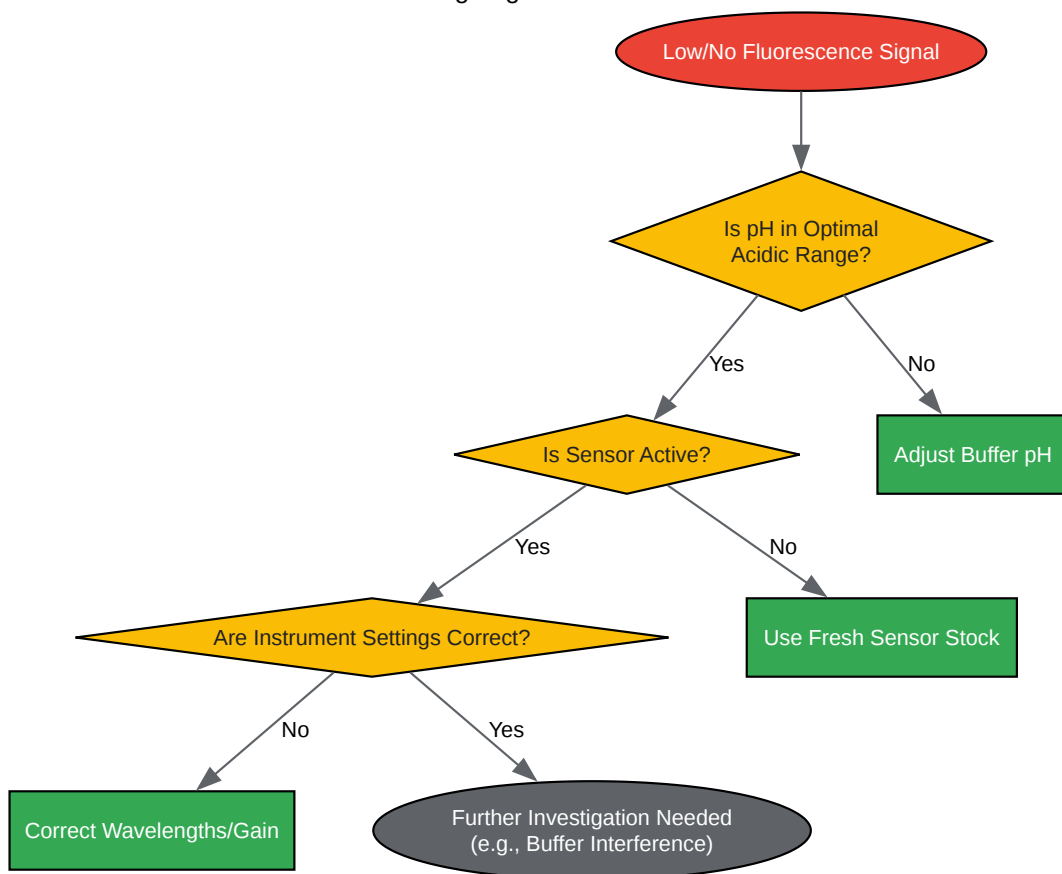 Low/No Fluorescence Signal
Is pH in Optimal
Acidic Range?
Yes
No
Is Sensor Active?
Adjust Buffer pH
Yes
No
Are Instrument Settings Correct?
Use Fresh Sensor Stock
No
Yes
Correct Wavelengths/Gain
Further Investigation Needed
(e.g., Buffer Interference)